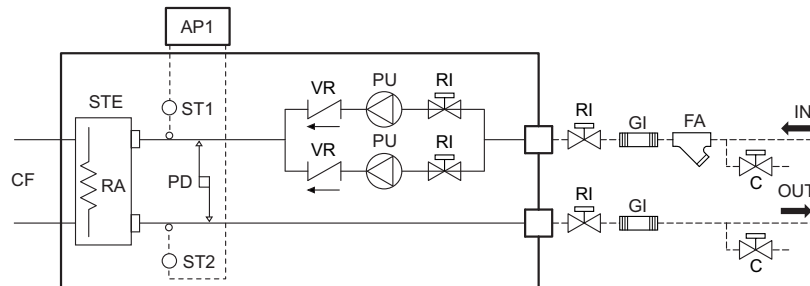 AP1
STE
ST1
VR
PU
RI
VR
PU
RI
RI
GI
FA
IN
C
CF
RA
PD
RI
GI
OUT
ST2
C